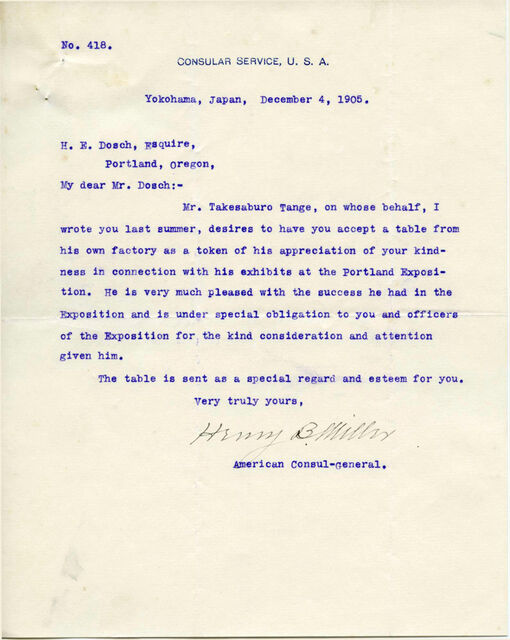 No. 418.
CONSULAR SERVICE, U. S. A.
Yokohama, Japan, December 4, 1905.
H. E. Dosch, Esquire,
Portland, Oregon,
My dear Mr. Dosch:-
Mr. Takesaburo Tange, on whose behalf, I
wrote you last summer, desires to have you accept a table from
his own factory as a token of his appreciation of your kind-
ness in connection with his exhibits at the Portland Exposi-
tion. He is very much pleased with the success he had in the
Exposition and is under special obligation to you and officers
of the Exposition for the kind consideration and attention
given him.
The table is sent as a special regard and esteem for you.
Very truly yours,
Henry B. Miller
American Consul-General.